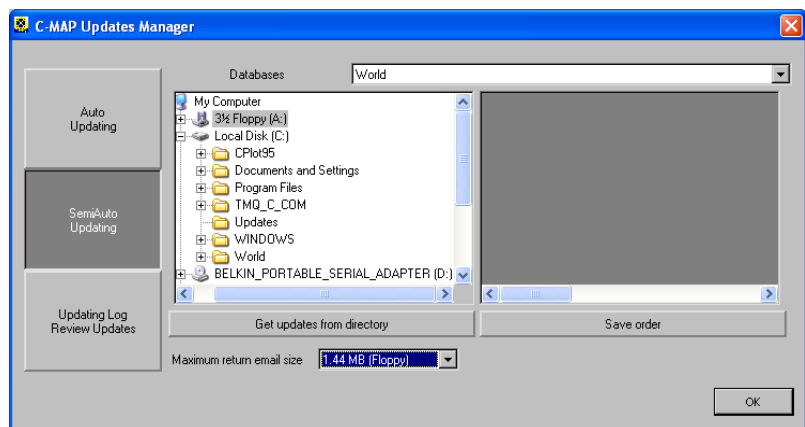 C-MAP Updates Manager
Databases
World
Auto
Updating
SemiAuto
Updating
Updating Log
Review Updates
My Computer
3½ Floppy (A:)
Local Disk (C:)
CPlot95
Documents and Settings
Program Files
TMQ_C_COM
Updates
WINDOWS
World
BELKIN_PORTABLE_SERIAL_ADAPTER (D:)
Get updates from directory
Save order
Maximum return email size
1.44 MB (Floppy)
OK